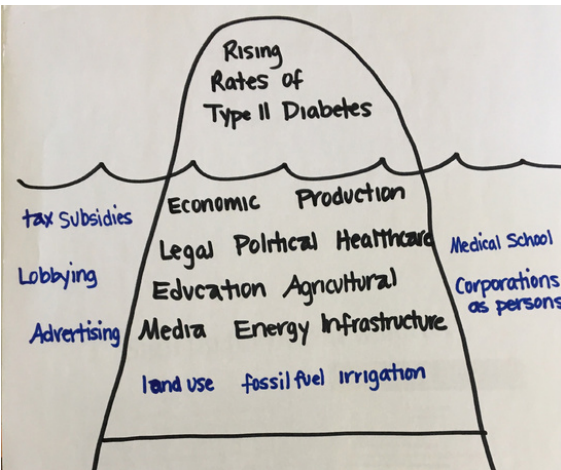 Rising
Rates of
Type II Diabetes
Economic Production
tax Subsidies
Legal Political Healthcare
Medical School
Lobbying
Education Agricultural
Corporations
as persons
Advertising
Media Energy Infrastructure
land use fossil fuel irrigation